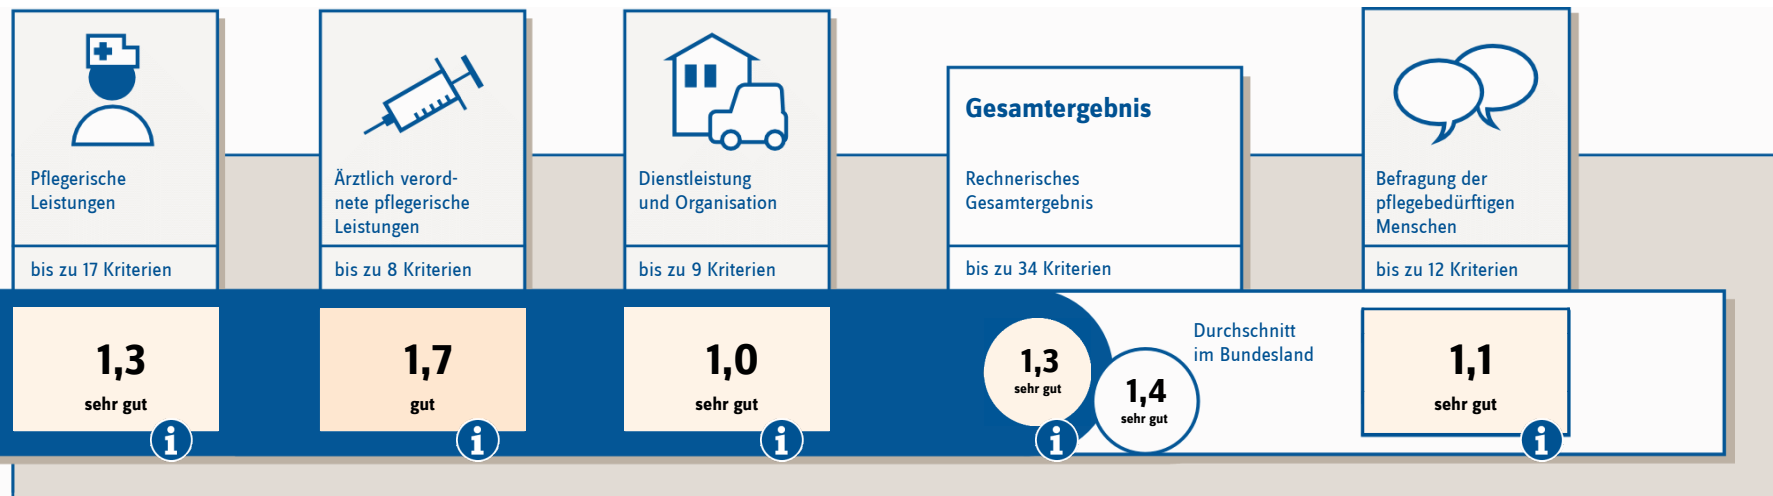 Pflegerische
Leistungen
bis zu 17 Kriterien
1,3
sehr gut
i
Ärztlich verord-
nete pflegerische
Leistungen
bis zu 8 Kriterien
1,7
gut
i
Dienstleistung
und Organisation
bis zu 9 Kriterien
1,0
sehr gut
i
Gesamtergebnis
Rechnerisches
Gesamtergebnis
bis zu 34 Kriterien
1,3
sehr gut
i
1,4
sehr gut
Durchschnitt
im Bundesland
Befragung der
pflegebedürftigen
Menschen
bis zu 12 Kriterien
1,1
sehr gut
i